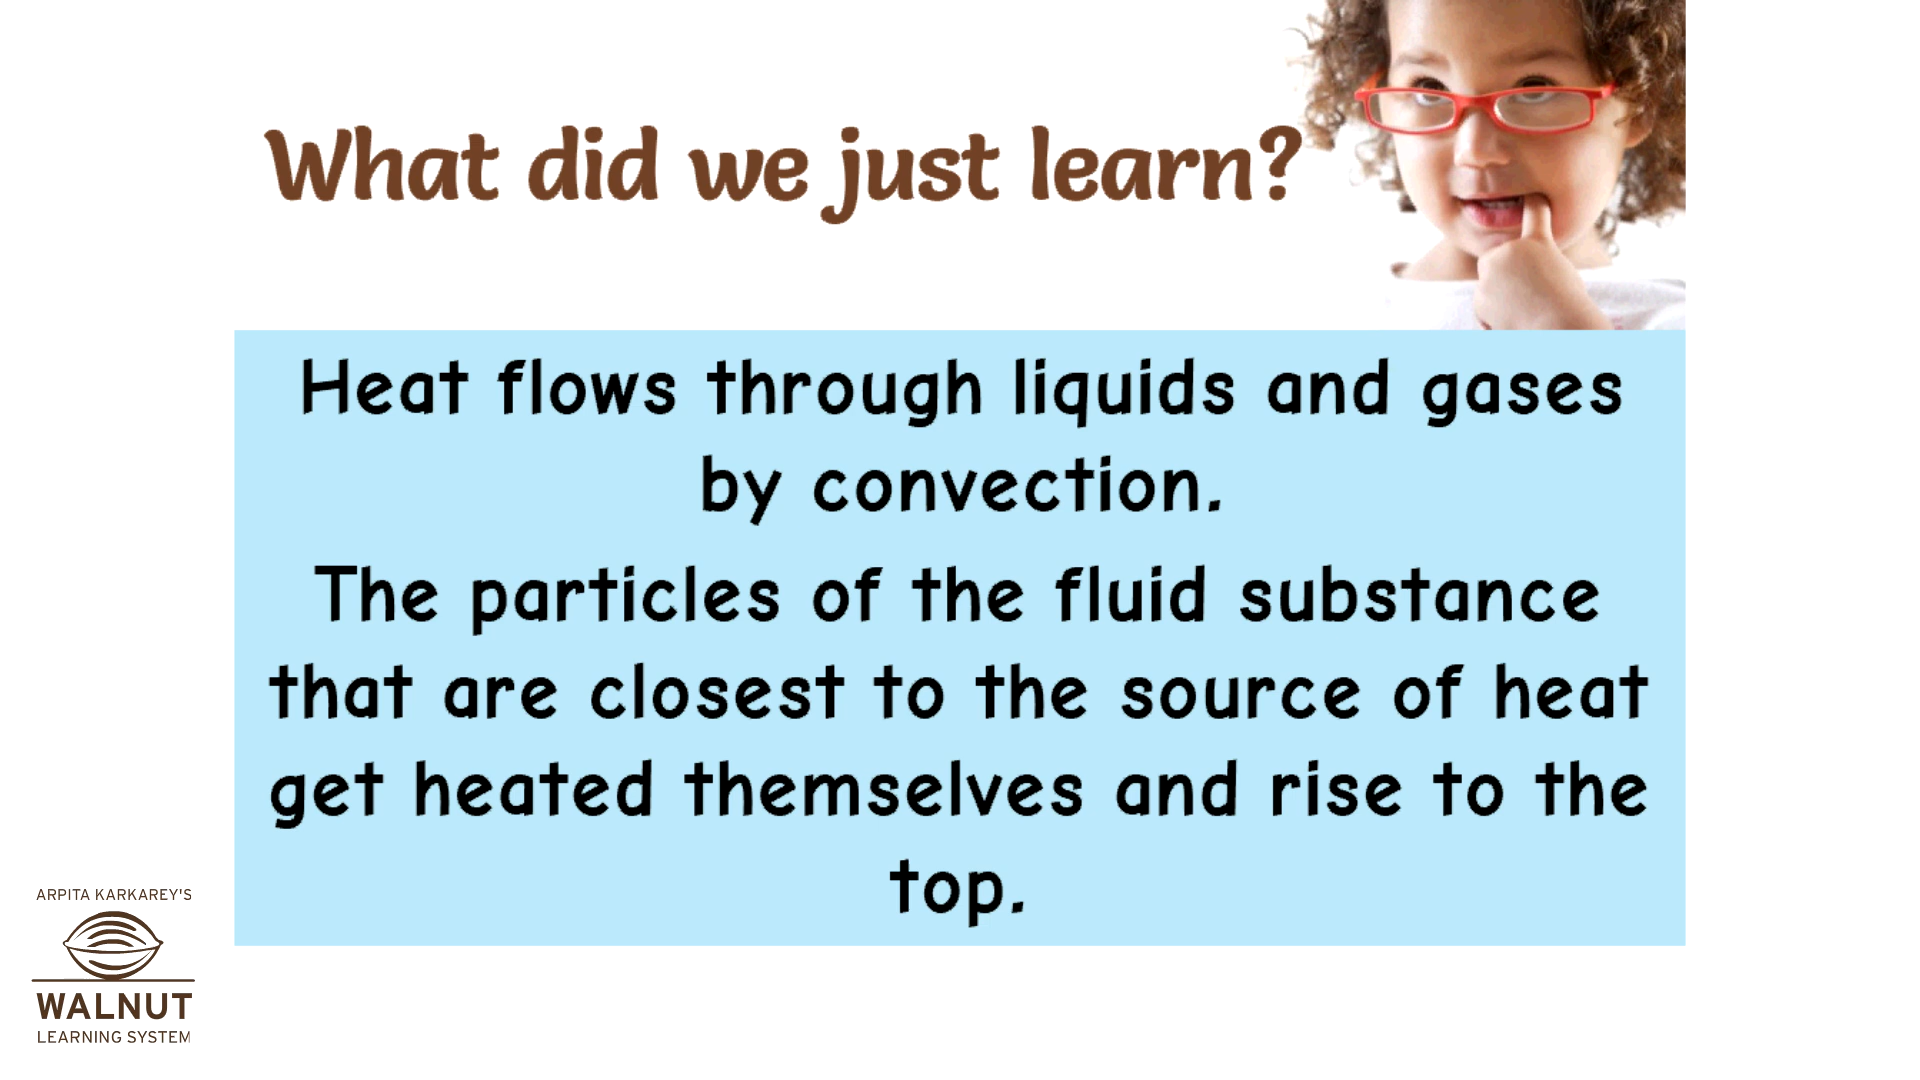 What did we just learn?
Heat flows through liquids and gases
by convection.
The particles of the fluid substance
that are closest to the source of heat
get heated themselves and rise to the
top.
ARPITA KARKAREY'S
WALNUT
LEARNING SYSTEM